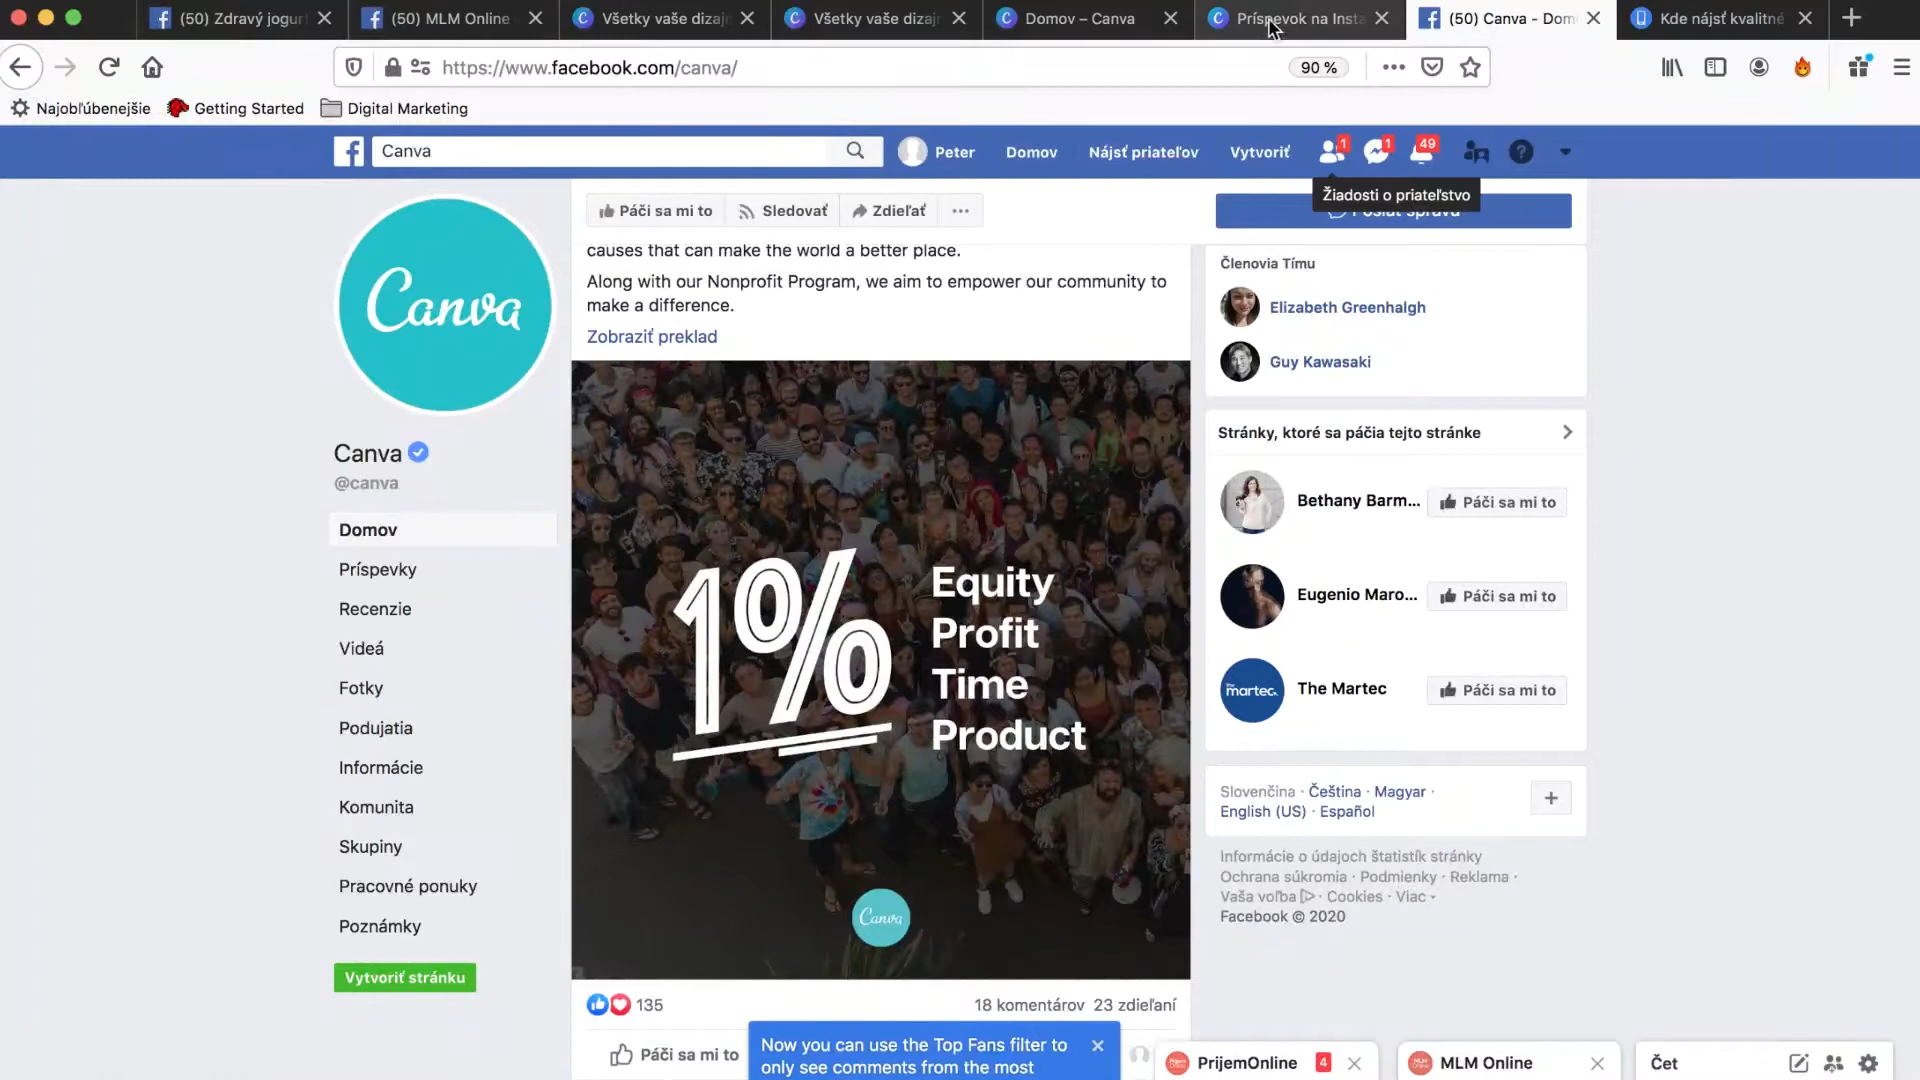 (50) Zdravý jogur
(50) MLM Online
Všetky vaše dizaj
Všetky vaše dizaj
Domov – Canva
Príspevok na Insta
(50) Canva - Dom
Kde nájsť kvalitné
https://www.facebook.com/canva/
90 %
Najobľúbenejšie
Getting Started
Digital Marketing
Canva
Peter
Domov
Nájsť priateľov
Vytvoriť
1
1
49
Žiadosti o priateľstvo
Páči sa mi to
Sledovať
Zdieľať
Poslať správu
Canva
Canva
@canva
Domov
Príspevky
Recenzie
Videá
Fotky
Podujatia
Informácie
Komunita
Skupiny
Pracovné ponuky
Poznámky
Vytvoriť stránku
causes that can make the world a better place.
Along with our Nonprofit Program, we aim to empower our community to
make a difference.
Zobraziť preklad
1%
Equity
Profit
Time
Product
Canva
135
18 komentárov 23 zdieľaní
Páči sa mi to
Now you can use the Top Fans filter to
only see comments from the most
Členovia Tímu
Elizabeth Greenhalgh
Guy Kawasaki
Stránky, ktoré sa páčia tejto stránke
Bethany Barm...
Páči sa mi to
Eugenio Maro...
Páči sa mi to
the martec.
The Martec
Páči sa mi to
Slovenčina · Čeština · Magyar ·
English (US) · Español
Informácie o údajoch štatistík stránky
Ochrana súkromia · Podmienky · Reklama ·
Vaša voľba · Cookies · Viac
Facebook © 2020
PrijemOnline
4
MLM Online
Čet